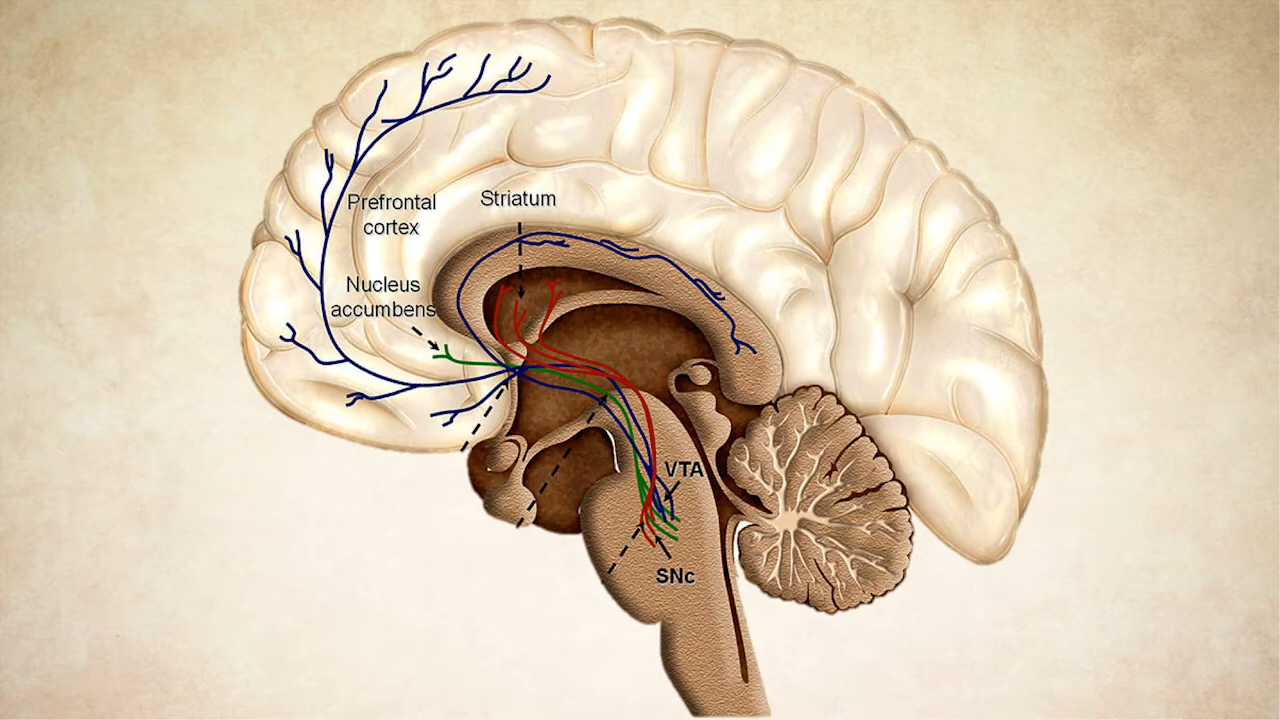 Prefrontal
cortex
Striatum
Nucleus
accumbens
VTA
SNc